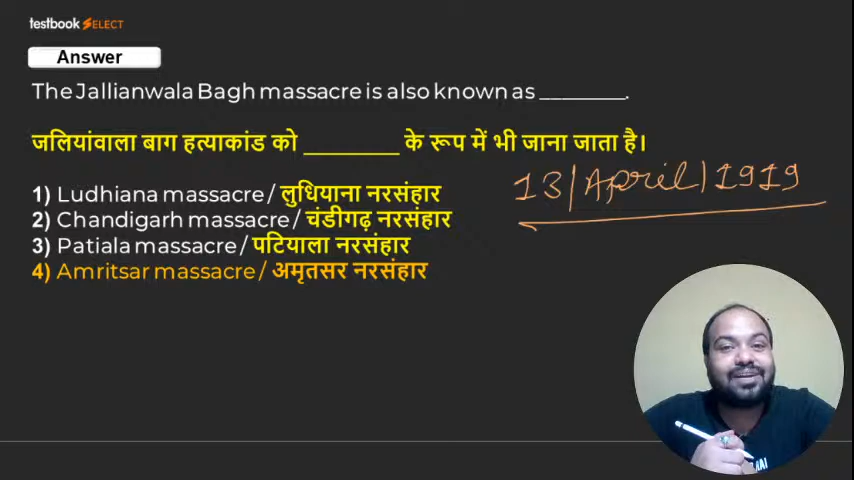 testbook SELECT
Answer
The Jallianwala Bagh massacre is also known as ________.
जलियांवाला बाग हत्याकांड को ________ के रूप में भी जाना जाता है।
13/April/1919
1) Ludhiana massacre / लुधियाना नरसंहार
2) Chandigarh massacre / चंडीगढ़ नरसंहार
3) Patiala massacre / पटियाला नरसंहार
4) Amritsar massacre / अमृतसर नरसंहार